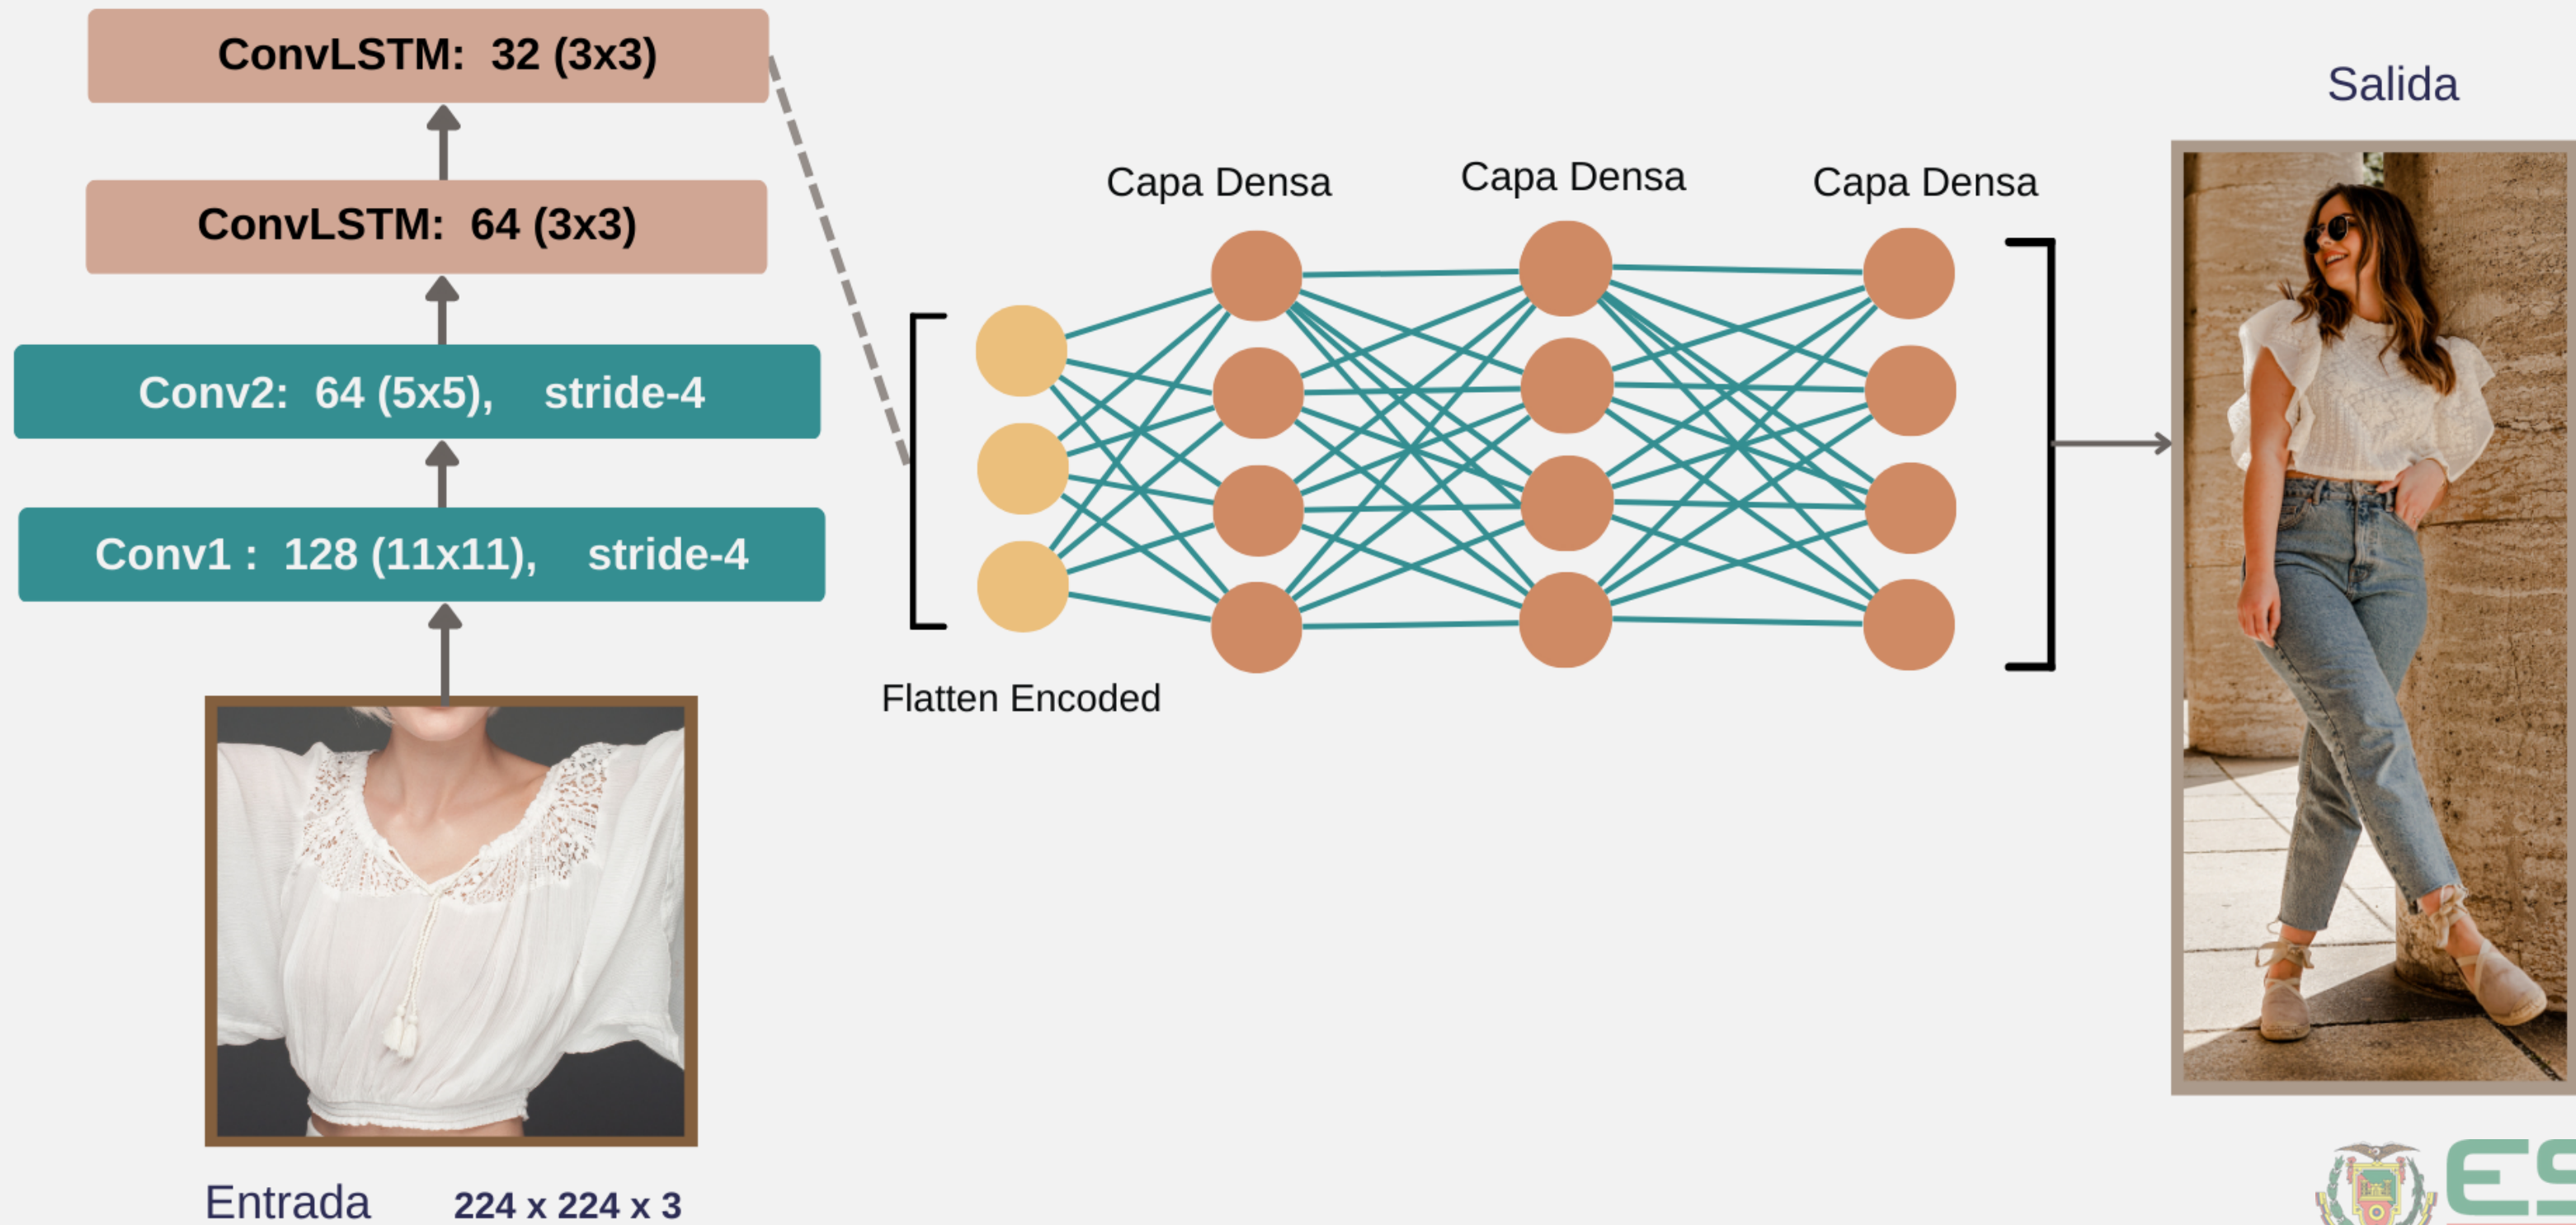 ConvLSTM: 32 (3x3)
ConvLSTM: 64 (3x3)
Conv2: 64 (5x5), stride-4
Conv1 : 128 (11x11), stride-4
Entrada 224 x 224 x 3
Flatten Encoded
Capa Densa
Capa Densa
Capa Densa
Salida
ES